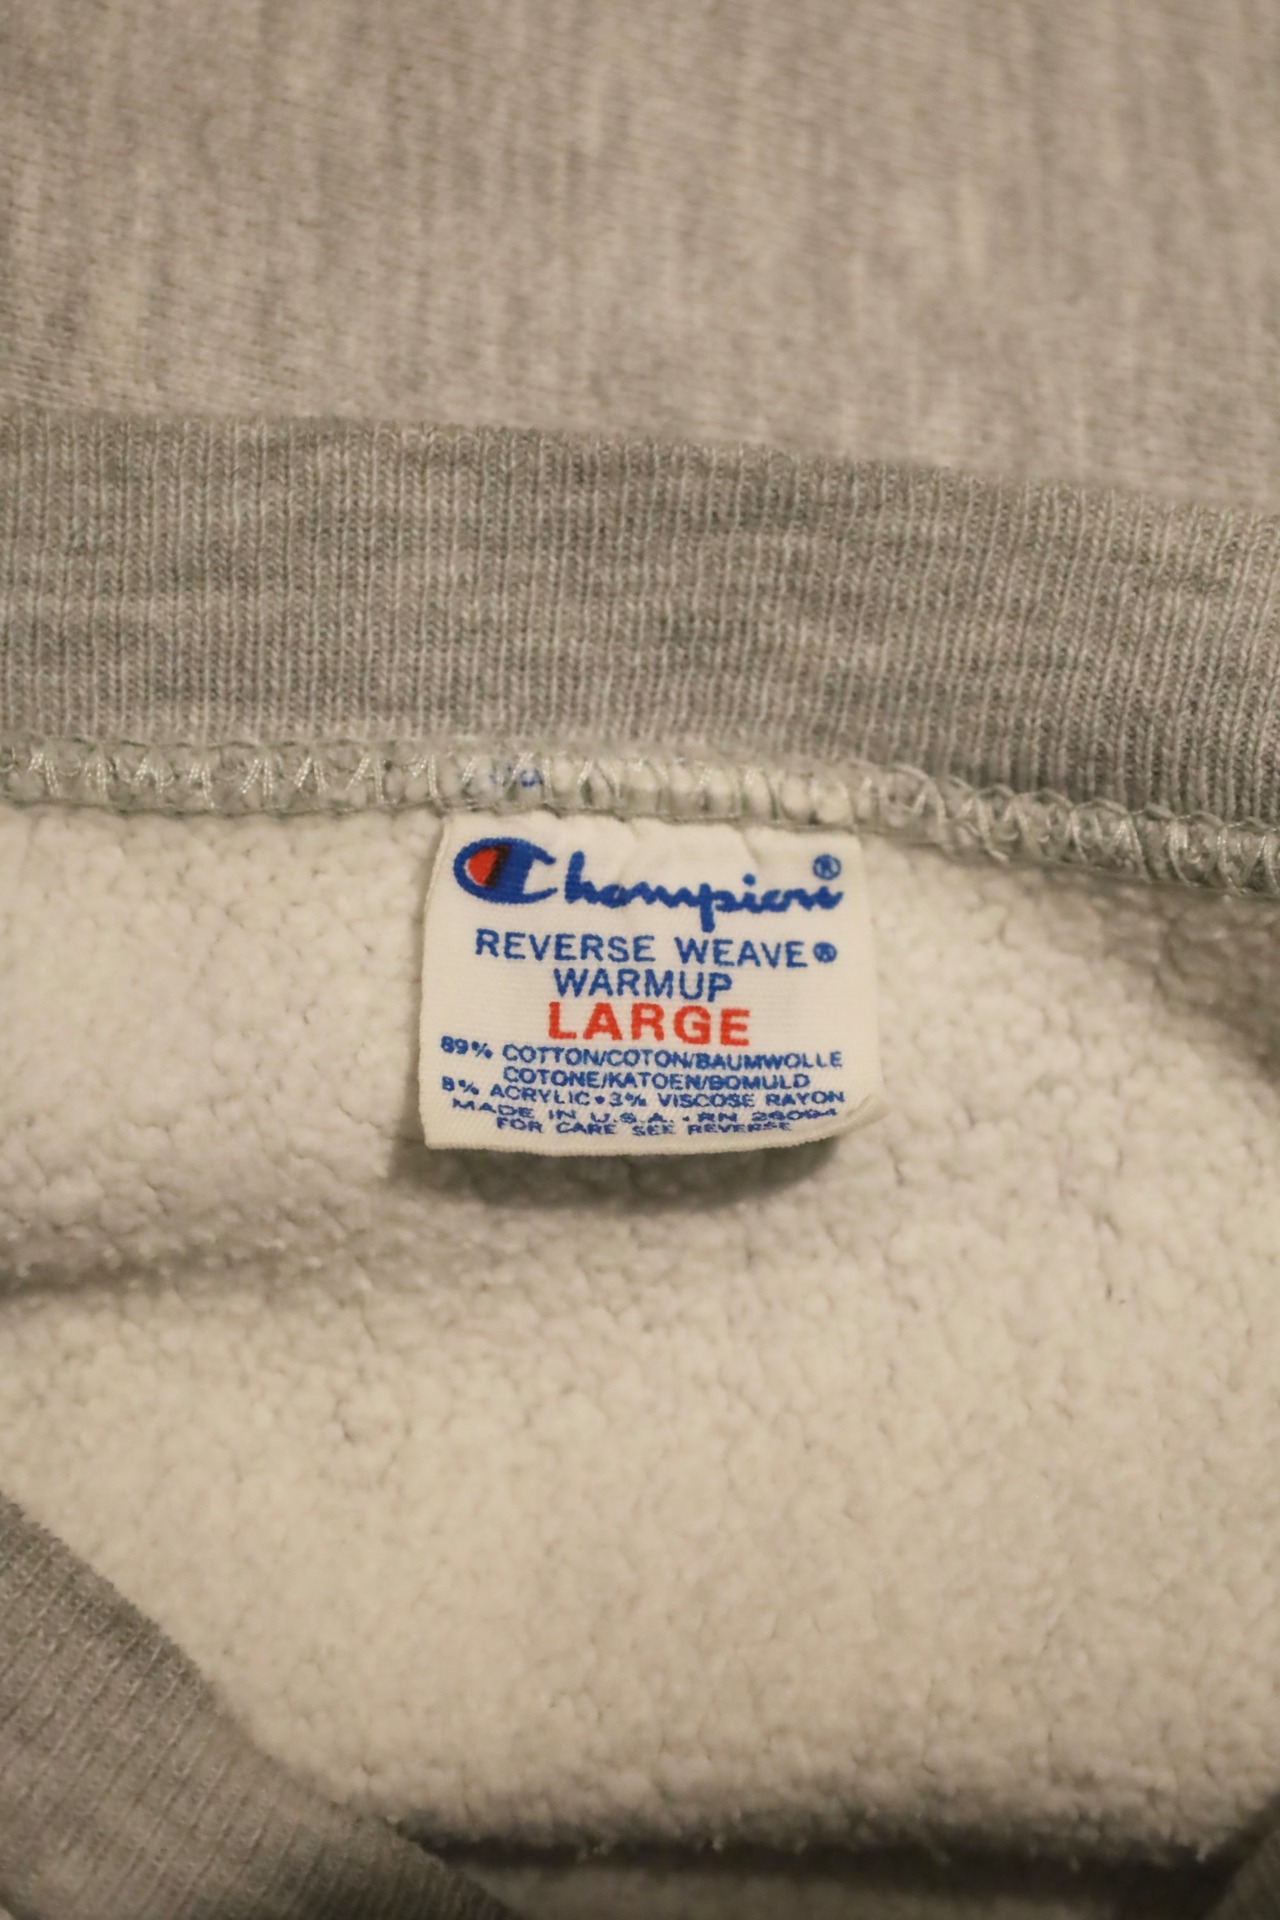 Champion®
REVERSE WEAVE®
WARMUP
LARGE
89% COTTON/COTON/BAUMWOLLE
COTONE/KATOEN/BOMULD
8% ACRYLIC • 3% VISCOSE RAYON
MADE IN U.S.A. • RN 26094
FOR CARE SEE REVERSE